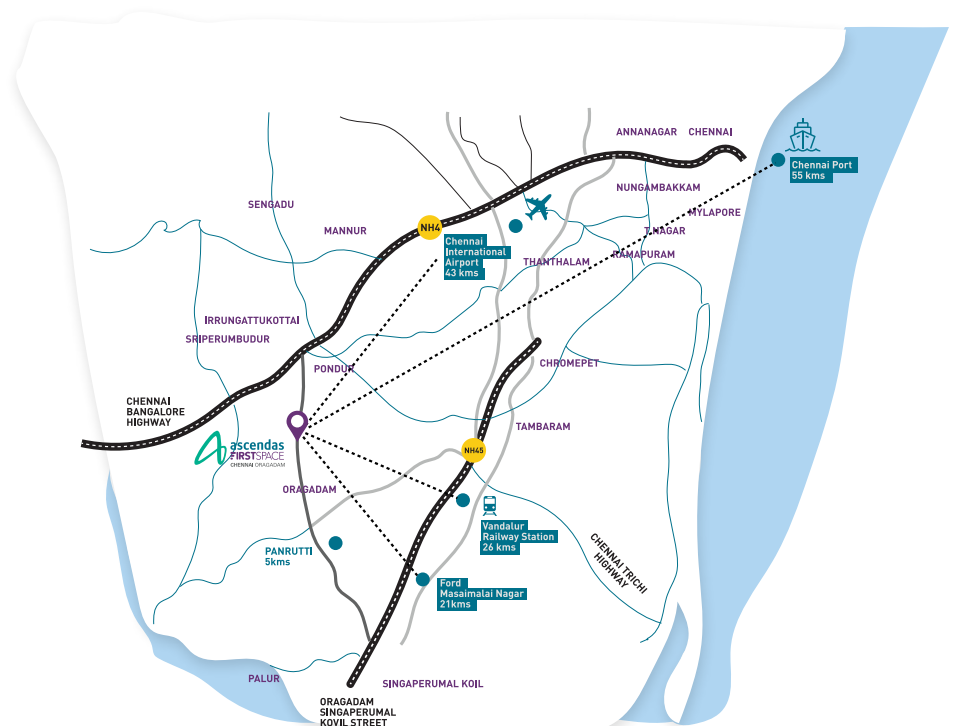 ANNANAGAR
CHENNAI
Chennai Port
55 kms
NUNGAMBAKKAM
SENGADU
MYLAPORE
MANNUR
NH4
T.NAGAR
Chennai
International
Airport
43 kms
THANTHALAM
RAMAPURAM
IRRUNGATTUKOTTAI
SRIPERUMBUDUR
PONDUR
CHROMEPET
CHENNAI
BANGALORE
HIGHWAY
TAMBARAM
ascendas
FIRSTSPACE
CHENNAI ORAGADAM
NH45
ORAGADAM
Vandalur
Railway Station
26 kms
PANRUTTI
5kms
CHENNAI TRICHI
HIGHWAY
Ford
Masaimalai Nagar
21kms
PALUR
SINGAPERUMAL KOIL
ORAGADAM
SINGAPERUMAL
KOVIL STREET